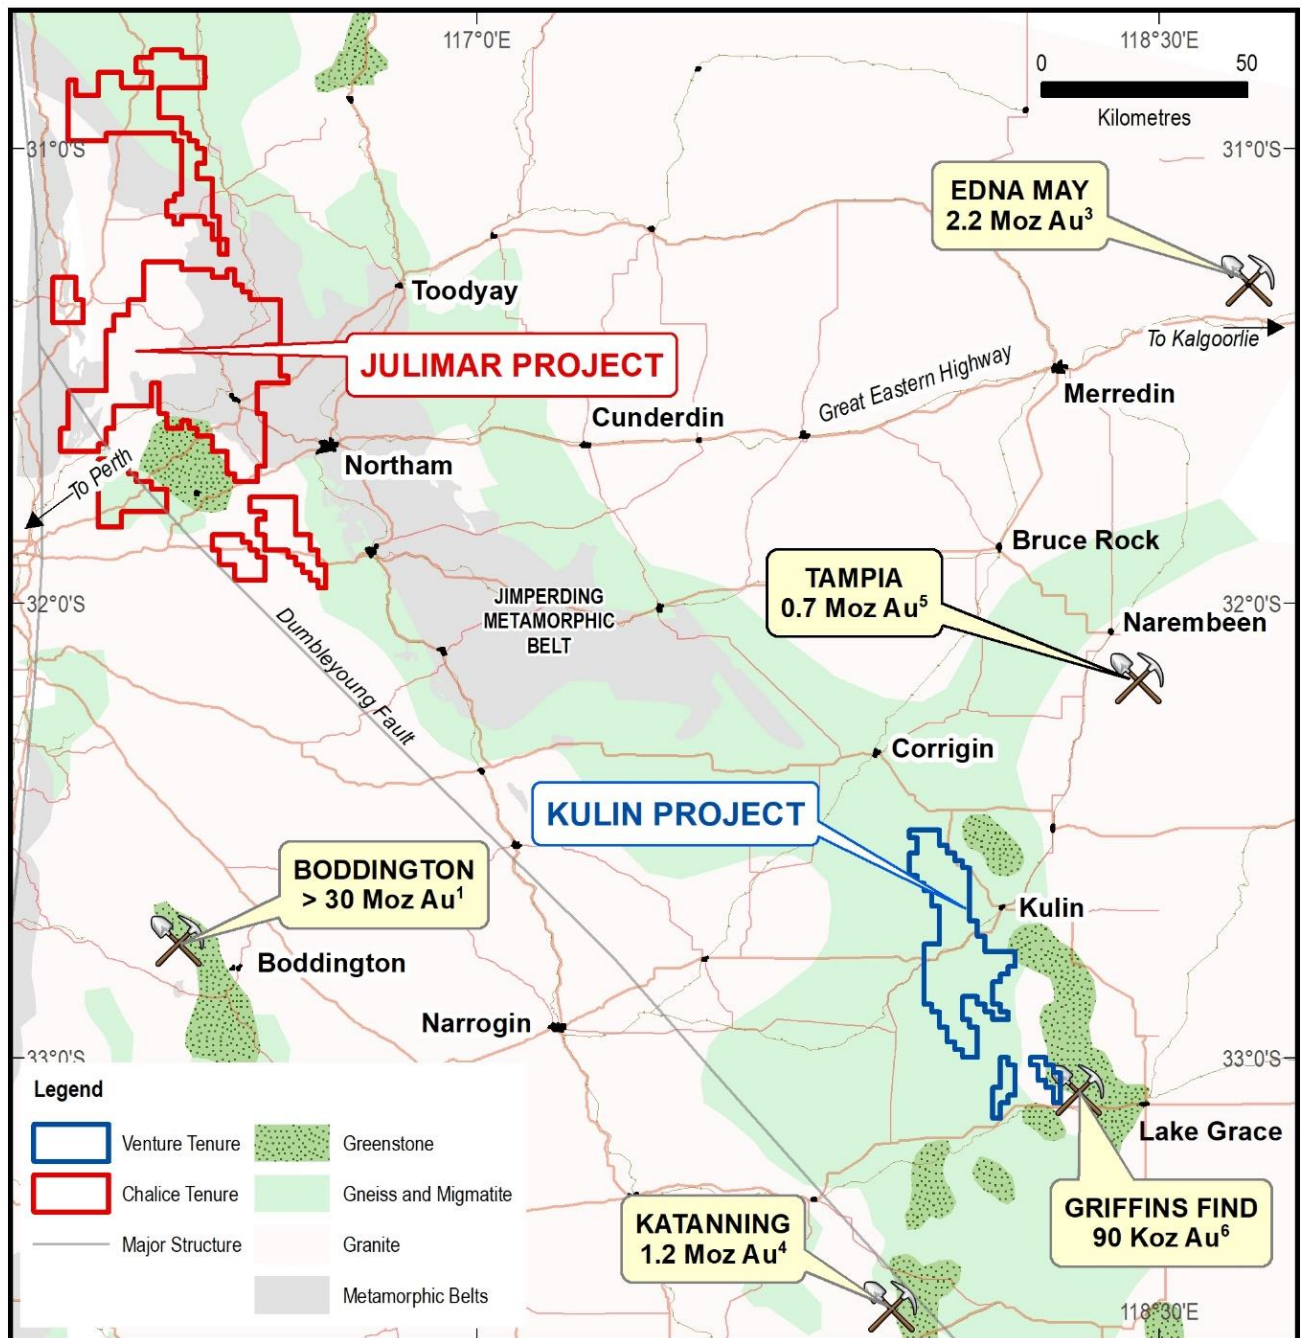 117°0'E
118°30'E
0 50
Kilometres
31°0'S
31°0'S
EDNA MAY
2.2 Moz Au³
Toodyay
To Kalgoorlie
JULIMAR PROJECT
Great Eastern Highway
Merredin
Cunderdin
Northam
To Perth
Bruce Rock
TAMPIA
0.7 Moz Au⁵
JIMPERDING
METAMORPHIC
BELT
32°0'S
32°0'S
Narembeen
Dumbleyoung Fault
Corrigin
KULIN PROJECT
BODDINGTON
> 30 Moz Au¹
Kulin
Boddington
Narrogin
33°0'S
33°0'S
Legend
Venture Tenure
Greenstone
Chalice Tenure
Gneiss and Migmatite
Major Structure
Granite
Metamorphic Belts
Lake Grace
GRIFFINS FIND
90 Koz Au⁶
KATANNING
1.2 Moz Au⁴
118°30'E